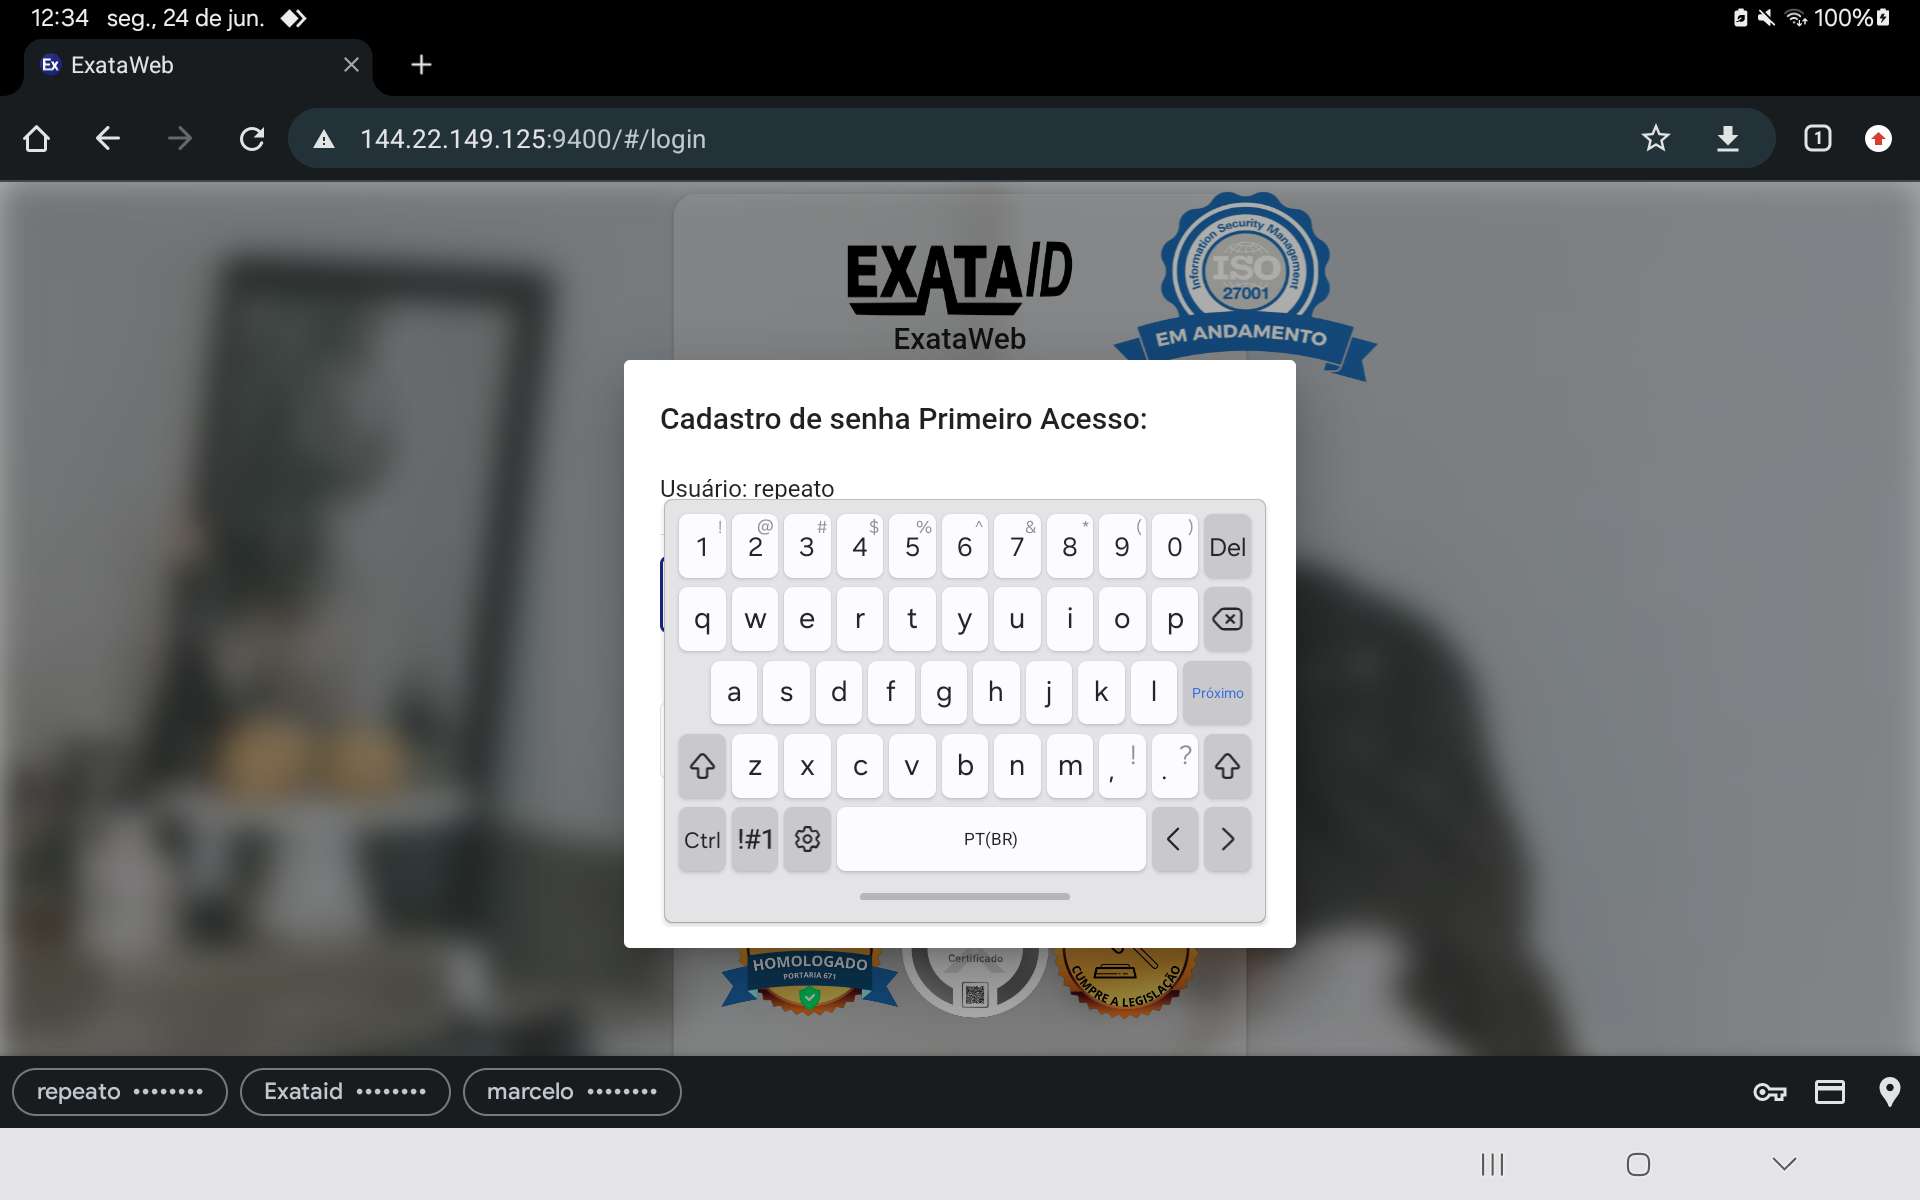 12:34 seg., 24 de jun. 100%
Ex ExataWeb
144.22.149.125:9400/#/login 1
EXATAID
ExataWeb
Information Security Management
ISO
27001
EM ANDAMENTO
Cadastro de senha Primeiro Acesso:
Usuário: repeato
! @ # $ % ^ & * ( )
1 2 3 4 5 6 7 8 9 0 Del
q w e r t y u i o p
a s d f g h j k l Próximo
z x c v b n m , ! . ?
Ctrl !#1 PT(BR) < >
HOMOLOGADO
PORTARIA 671
Certificado
CUMPRE A LEGISLAÇÃO
repeato •••••••• Exataid •••••••• marcelo ••••••••